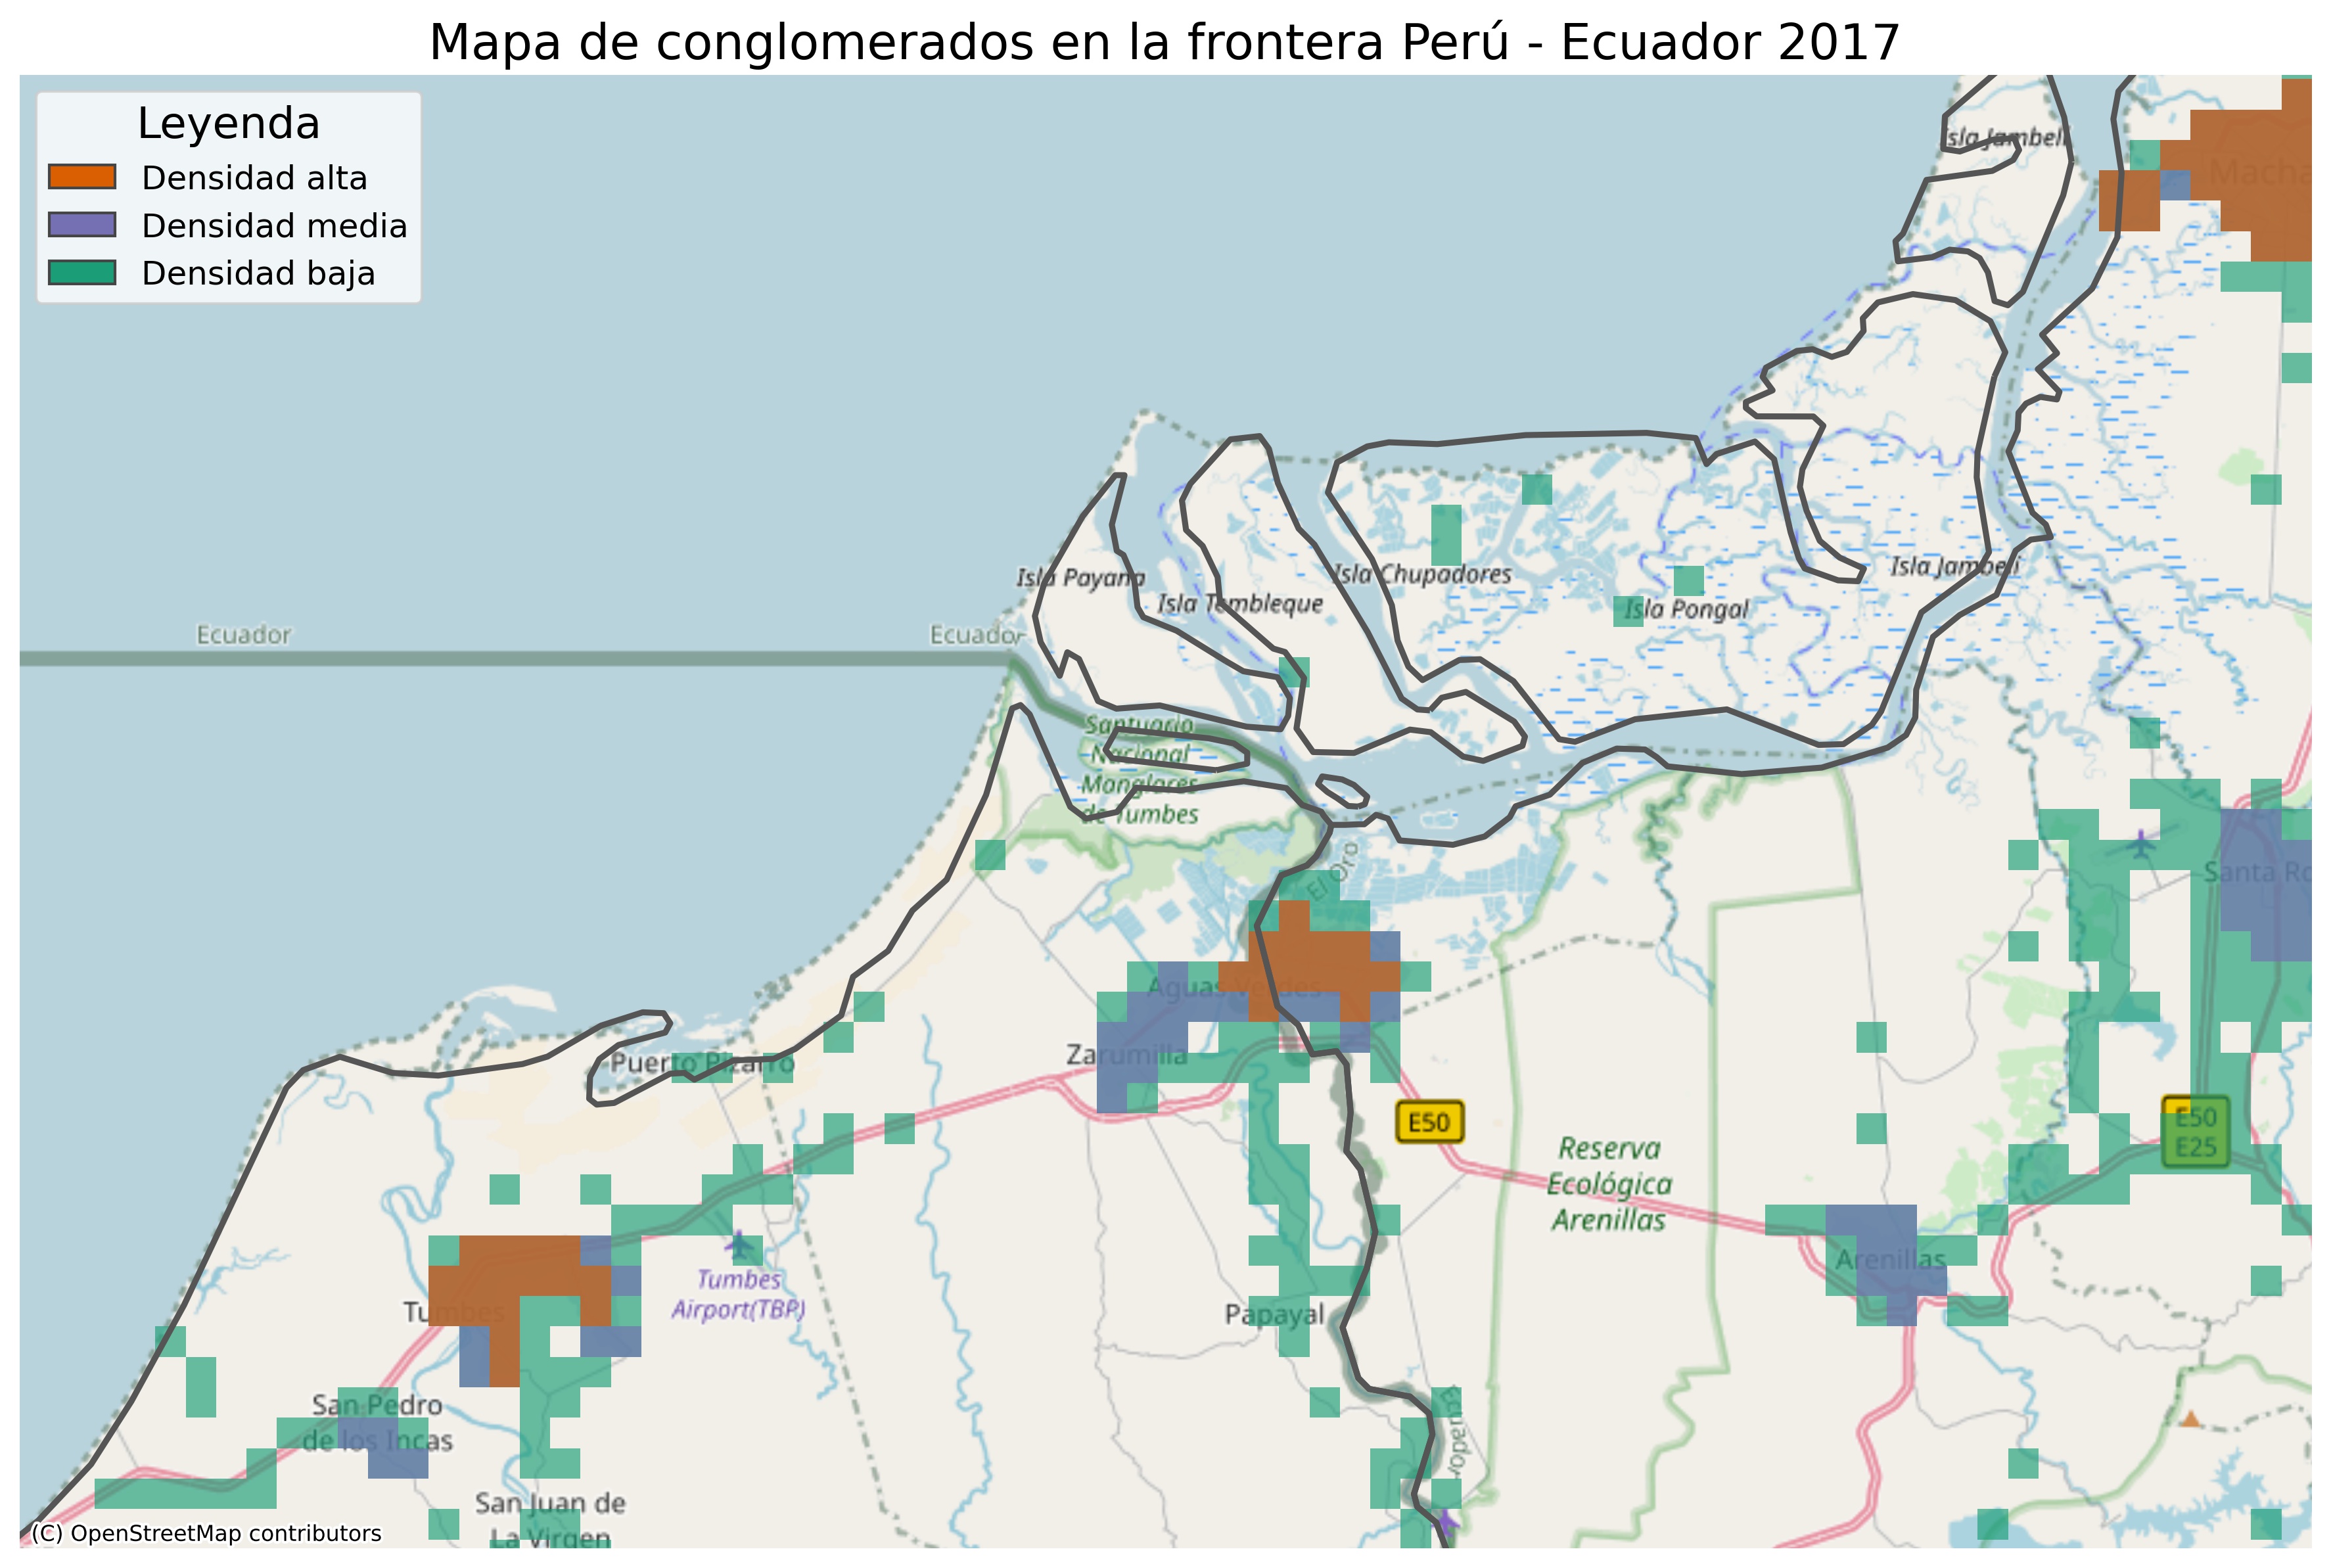 Mapa de conglomerados en la frontera Perú - Ecuador 2017
Leyenda
Densidad alta
Densidad media
Densidad baja
Isla Jambelí
Macha
Isla Payana
Isla Tembleque
Isla Chupadores
Isla Pongal
Isla Jambelí
Ecuador
Ecuador
Santuario
Nacional
Manglares
de Tumbes
El Oro
Santa Ro
Aguas Verdes
Zarumilla
Puerto Pizarro
E50
E50
E25
Reserva
Ecológica
Arenillas
Arenillas
Tumbes
Tumbes
Airport(TBP)
Papayal
San Pedro
de los Incas
Ecuador
San Juan de
La Virgen
(C) OpenStreetMap contributors